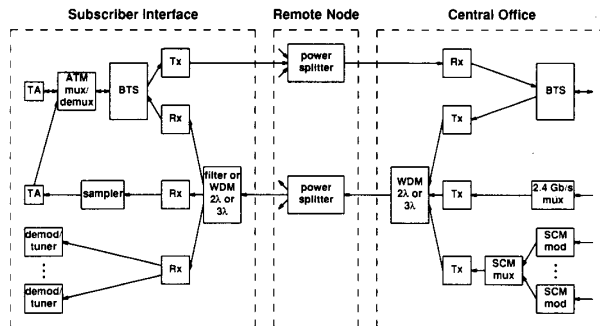 Subscriber Interface
Remote Node
Central Office
TA
ATM
mux/
demux
BTS
Tx
Rx
power
splitter
Rx
Tx
BTS
TA
sampler
Rx
filter or
WDM
2λ or
3λ
power
splitter
WDM
2λ or
3λ
Tx
2.4 Gb/s
mux
demod/
tuner
demod/
tuner
Rx
Tx
SCM
mux
SCM
mod
SCM
mod